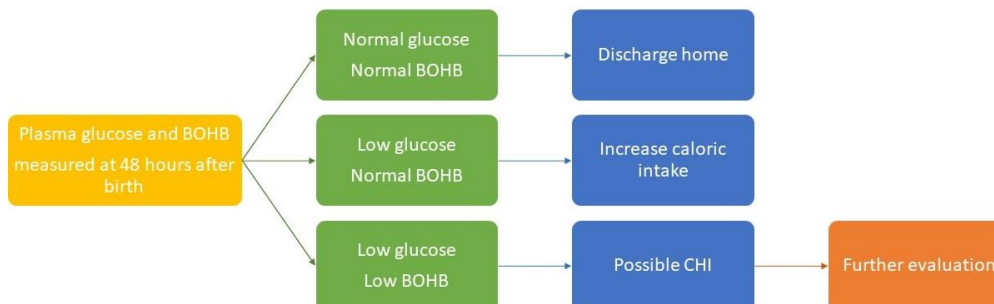 Normal glucose
Normal BOHB
Discharge home
Plasma glucose and BOHB
measured at 48 hours after
birth
Low glucose
Normal BOHB
Increase caloric
intake
Low glucose
Low BOHB
Possible CHI
Further evaluation